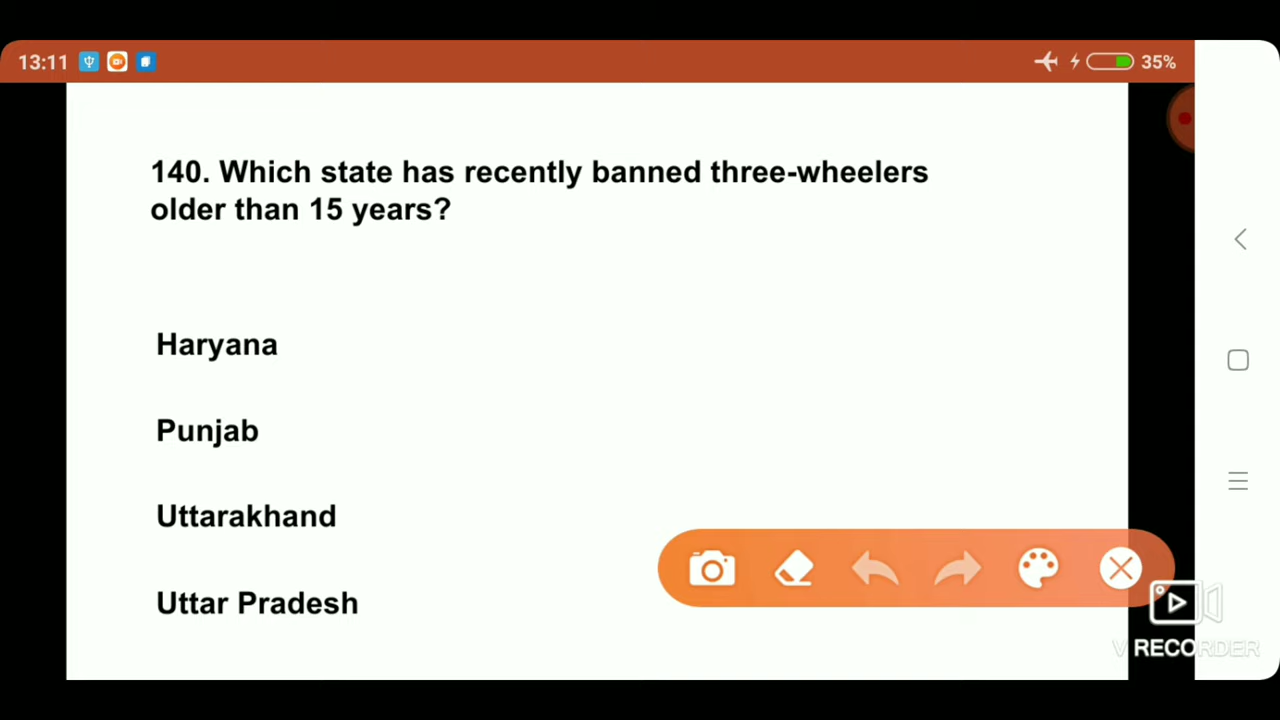 13:11 35%
140. Which state has recently banned three-wheelers
older than 15 years?
Haryana
Punjab
Uttarakhand
Uttar Pradesh
V RECORDER